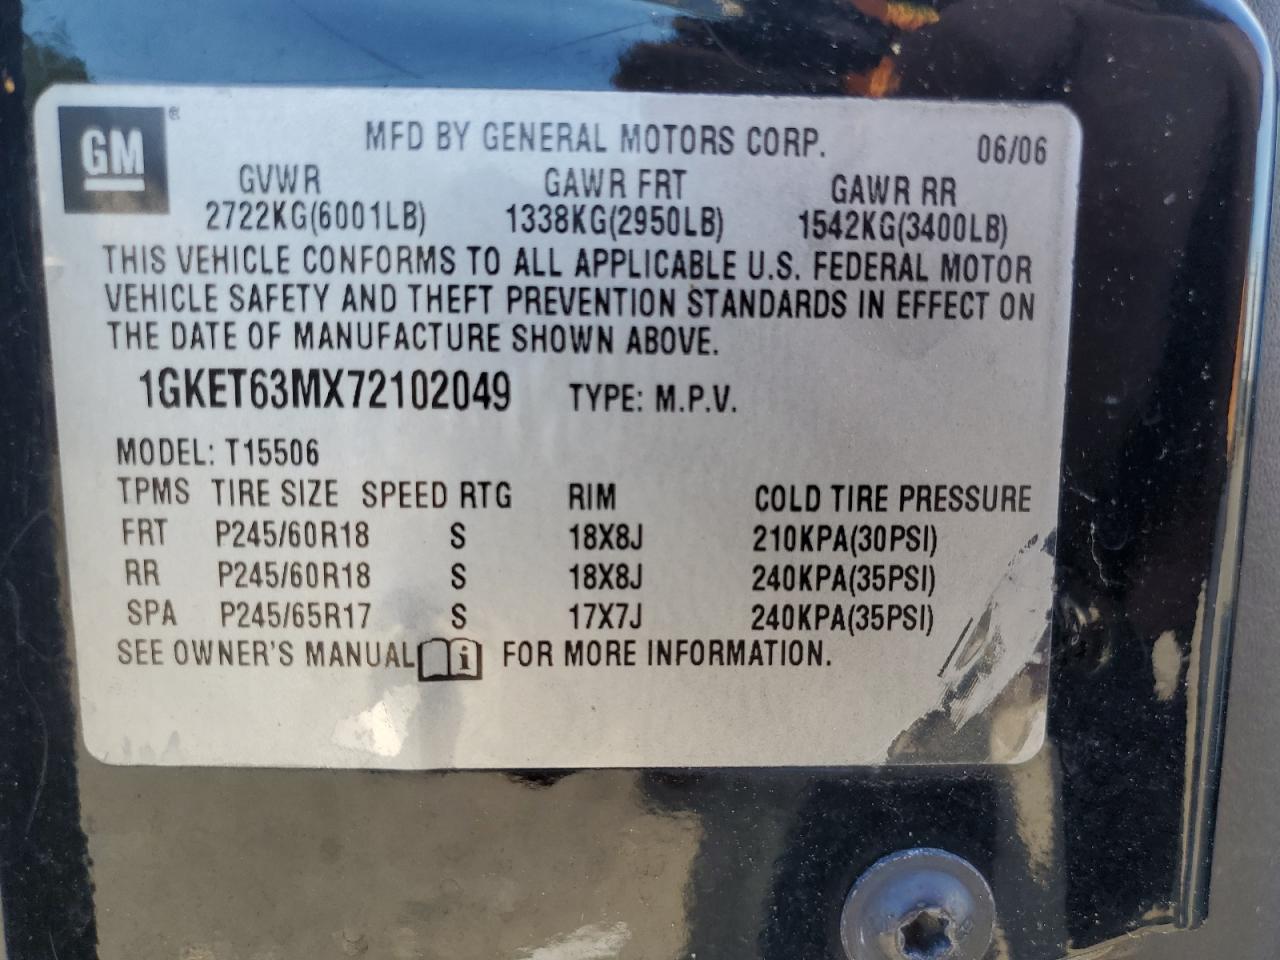 GM®
MFD BY GENERAL MOTORS CORP. 06/06
GVWR GAWR FRT GAWR RR
2722KG(6001LB) 1338KG(2950LB) 1542KG(3400LB)
THIS VEHICLE CONFORMS TO ALL APPLICABLE U.S. FEDERAL MOTOR
VEHICLE SAFETY AND THEFT PREVENTION STANDARDS IN EFFECT ON
THE DATE OF MANUFACTURE SHOWN ABOVE.
1GKET63MX72102049 TYPE: M.P.V.
MODEL: T15506
TPMS TIRE SIZE SPEED RTG RIM COLD TIRE PRESSURE
FRT P245/60R18 S 18X8J 210KPA(30PSI)
RR P245/60R18 S 18X8J 240KPA(35PSI)
SPA P245/65R17 S 17X7J 240KPA(35PSI)
SEE OWNER'S MANUAL i FOR MORE INFORMATION.